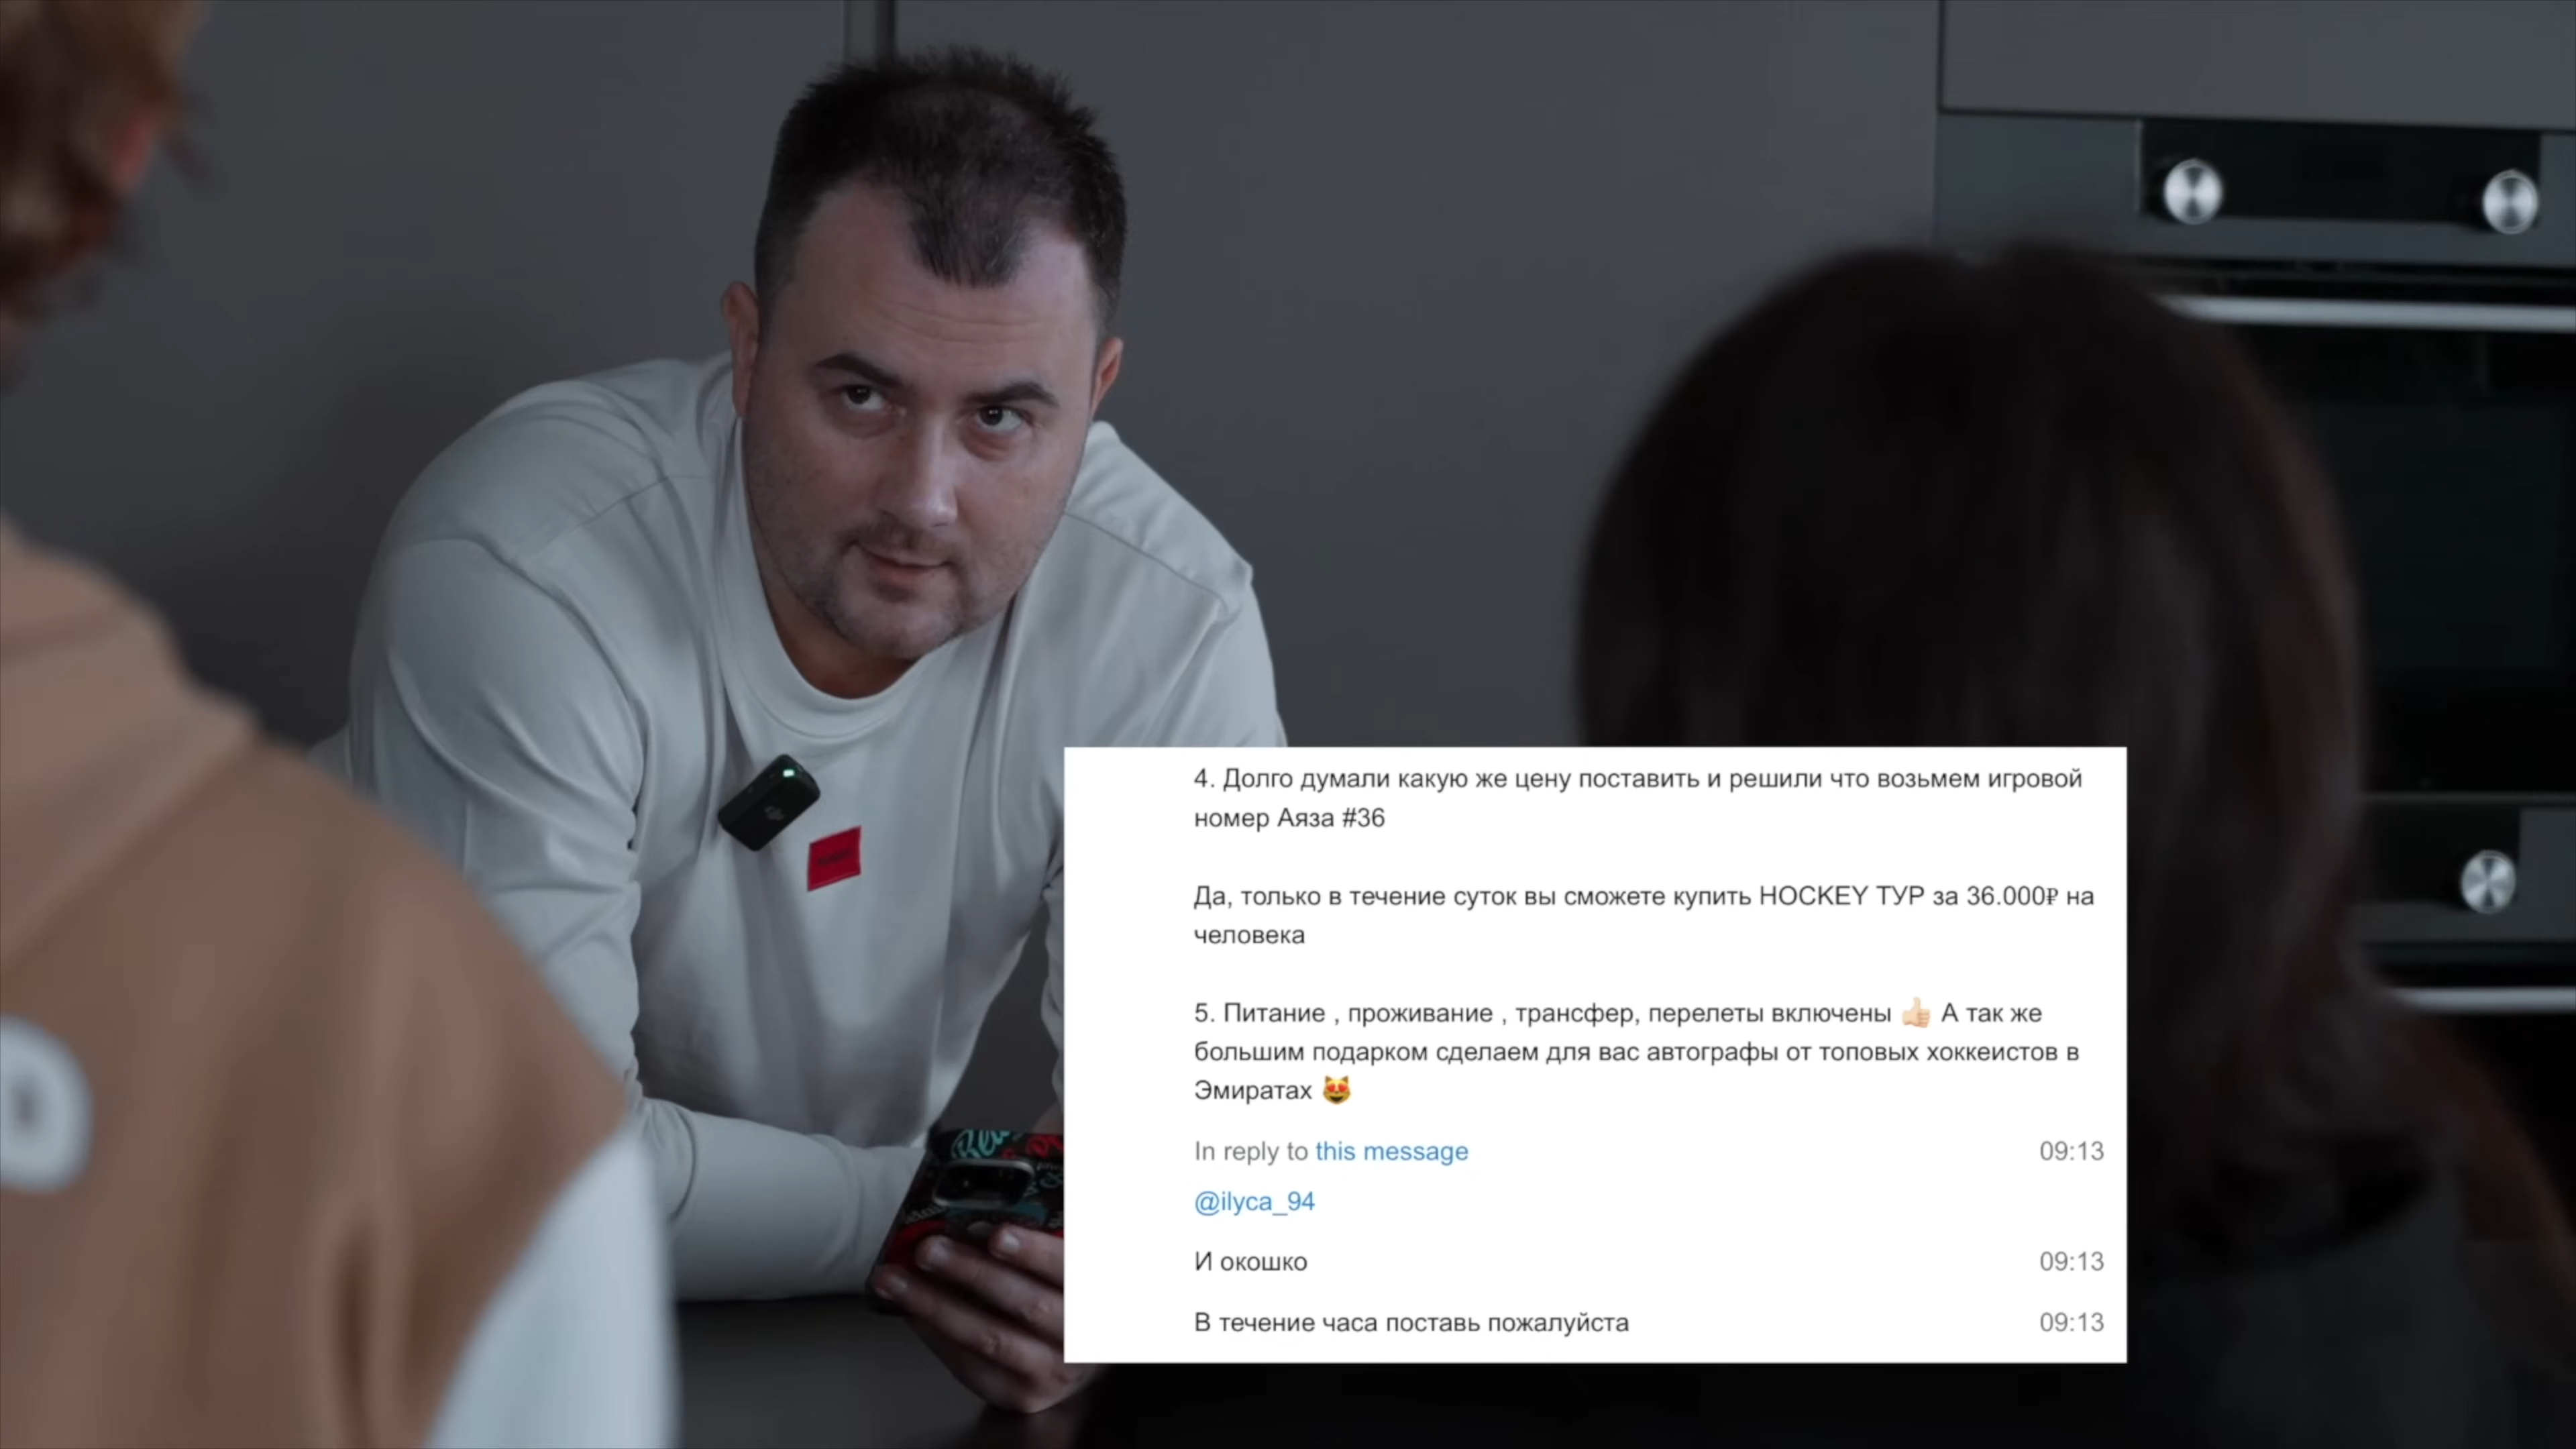 4. Долго думали какую же цену поставить и решили что возьмем игровой
номер Аяза #36
Да, только в течение суток вы сможете купить HOCKEY ТУР за 36.000₽ на
человека
5. Питание , проживание , трансфер, перелеты включены 👍🏻 А так же
большим подарком сделаем для вас автографы от топовых хоккеистов в
Эмиратах 😻
In reply to this message 09:13
@ilyca_94
И окошко 09:13
В течение часа поставь пожалуйста 09:13